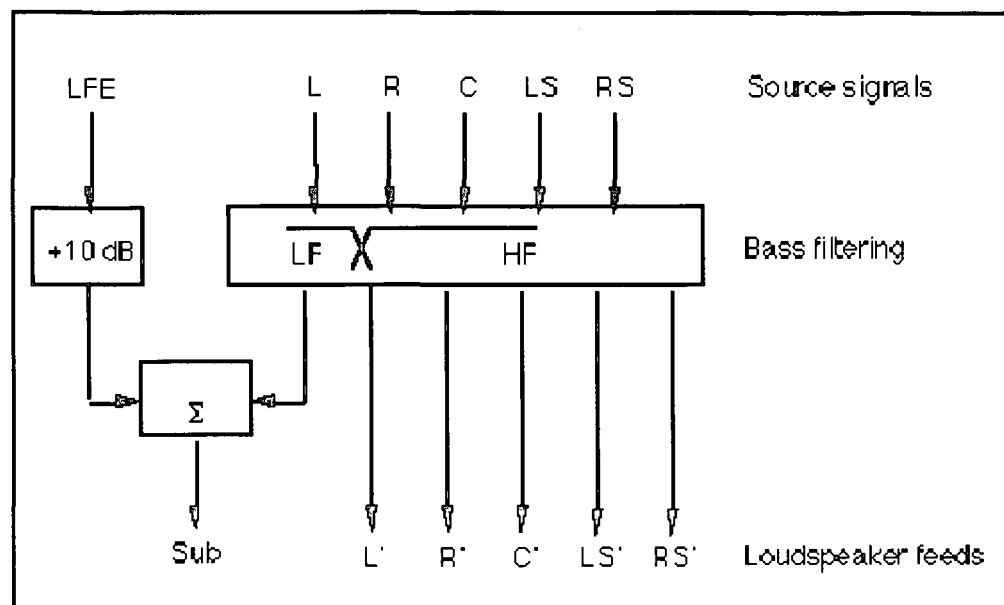 LFE L R C LS RS Source signals
+10 dB LF HF Bass filtering
Σ
Sub L' R' C' LS' RS' Loudspeaker feeds